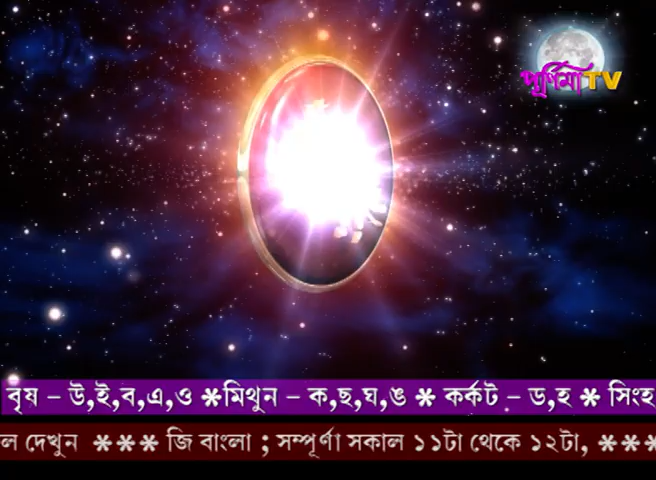 পূর্ণিমা TV
বৃষ – উ,ই,ব,এ,ও *মিথুন – ক,ছ,ঘ,ঙ * কর্কট – ড,হ * সিংহ
ল দেখুন *** জি বাংলা ; সম্পূর্ণা সকাল ১১টা থেকে ১২টা, ***